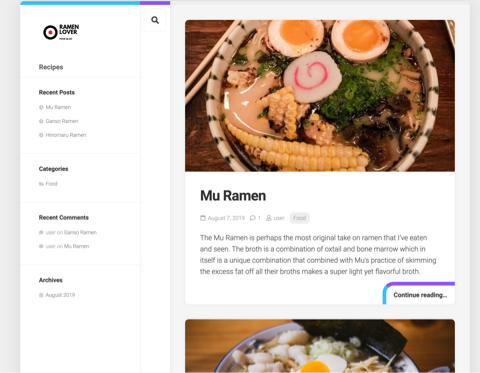 RAMEN
LOVER
Recipes
Recent Posts
Mu Ramen
Ganso Ramen
Hinomaru Ramen
Categories
Food
Recent Comments
user on Ganso Ramen
user on Mu Ramen
Archives
August 2019
Mu Ramen
August 7, 2019 1 user Food
The Mu Ramen is perhaps the most original take on ramen that I've eaten
and seen. The broth is a combination of oxtail and bone marrow which in
itself is a unique combination that combined with Mu's practice of skimming
the excess fat off all their broths makes a super light yet flavorful broth.
Continue reading...